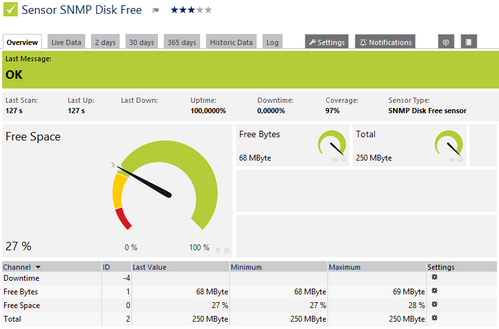 Sensor SNMP Disk Free
Overview Live Data 2 days 30 days 365 days Historic Data Log Settings Notifications
Last Message:
OK
Last Scan: Last Up: Last Down: Uptime: Downtime: Coverage: Sensor Type:
127 s 127 s 100,0000% 0,0000% 97% SNMP Disk Free sensor
Free Space Free Bytes Total
68 MByte 250 MByte
27 % 0 % 100 %
Channel ID Last Value Minimum Maximum Settings
Downtime -4
Free Bytes 1 68 MByte 68 MByte 69 MByte
Free Space 0 27 % 27 % 28 %
Total 2 250 MByte 250 MByte 250 MByte